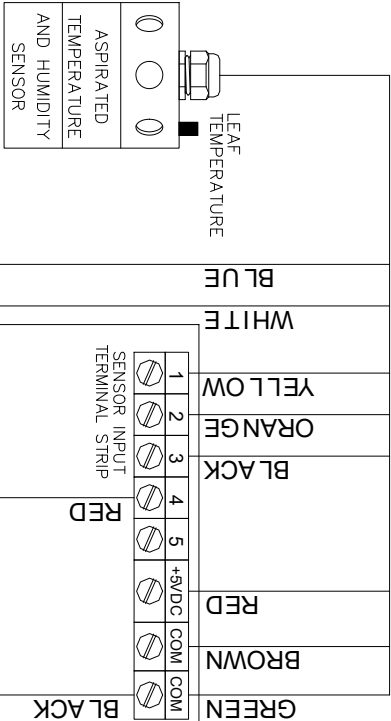 ASPIRATED
TEMPERATURE
AND HUMIDITY
SENSOR
LEAF
TEMPERATURE
BLUE
WHITE
YELLOW
ORANGE
BLACK
RED
BROWN
GREEN
SENSOR INPUT
TERMINAL STRIP
1
2
3
4
5
+5VDC
COM
COM
RED
BLACK